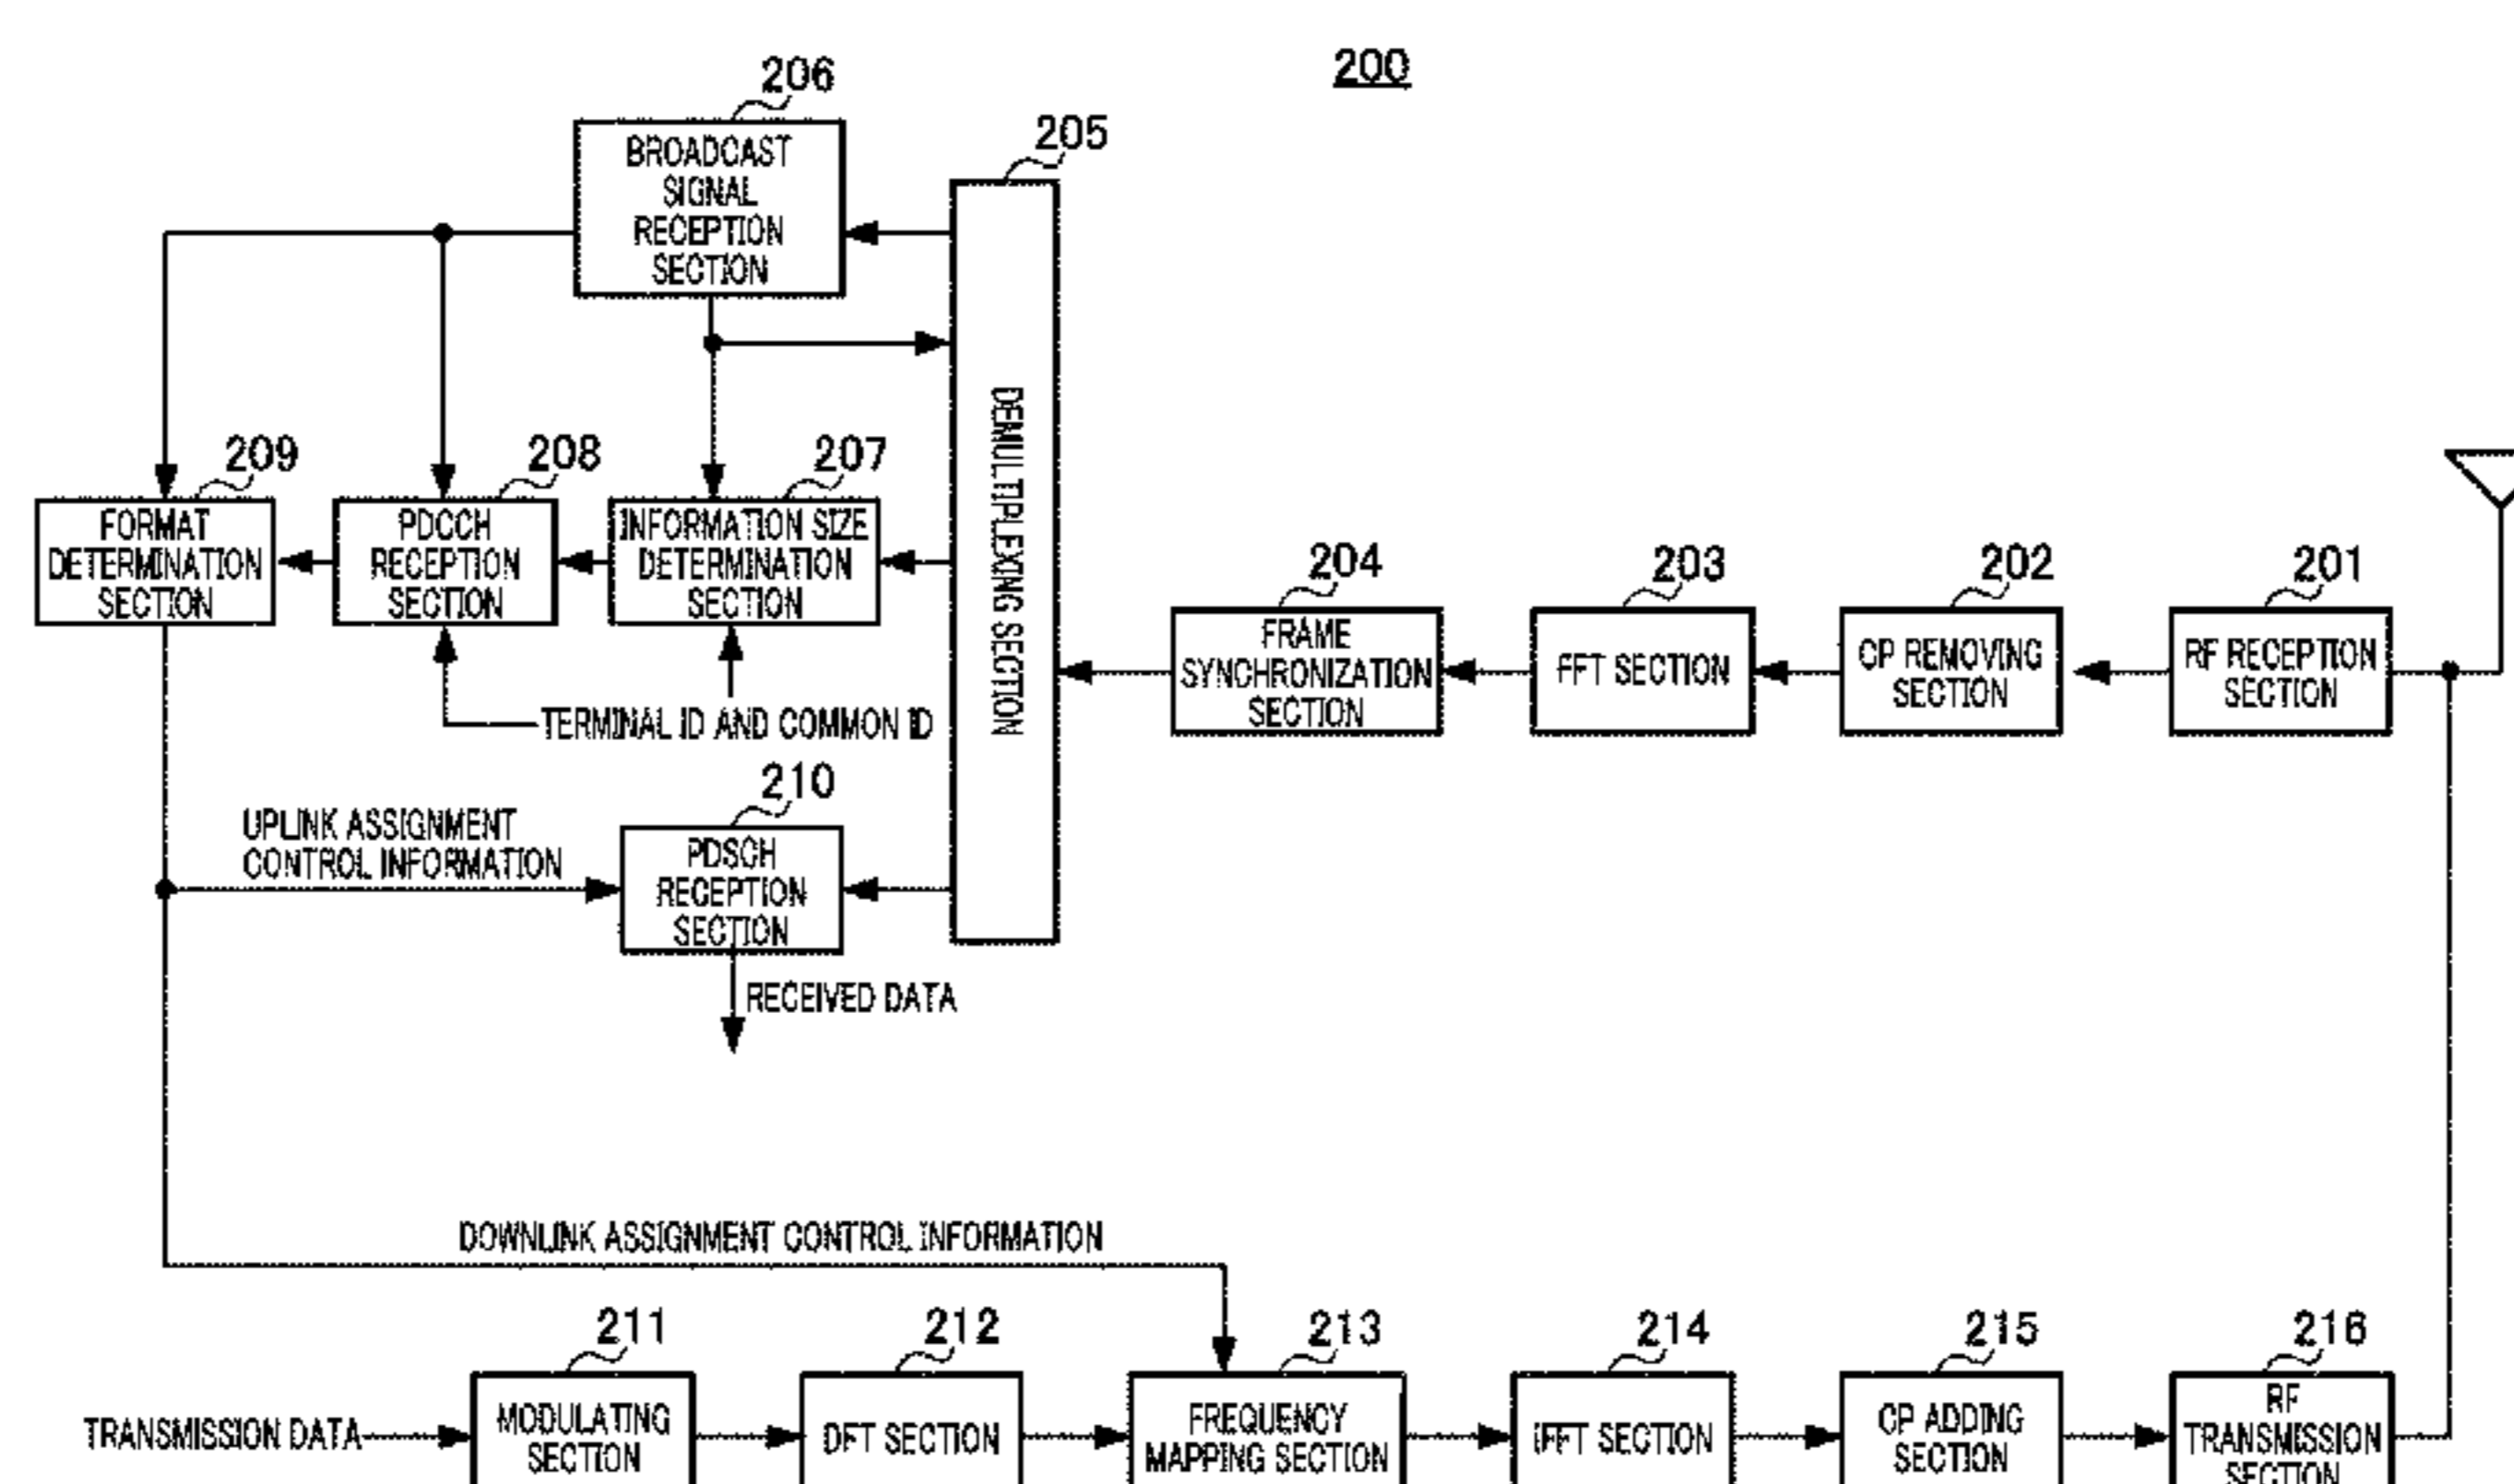 200
206
BROADCAST
SIGNAL
RECEPTION
SECTION
205
DEMULTIPLEXING SECTION
209
FORMAT
DETERMINATION
SECTION
208
PDCCH
RECEPTION
SECTION
207
INFORMATION SIZE
DETERMINATION
SECTION
204
FRAME
SYNCHRONIZATION
SECTION
203
FFT SECTION
202
CP REMOVING
SECTION
201
RF RECEPTION
SECTION
TERMINAL ID AND COMMON ID
210
PDSCH
RECEPTION
SECTION
UPLINK ASSIGNMENT
CONTROL INFORMATION
RECEIVED DATA
DOWNLINK ASSIGNMENT CONTROL INFORMATION
TRANSMISSION DATA
211
MODULATING
SECTION
212
DFT SECTION
213
FREQUENCY
MAPPING SECTION
214
IFFT SECTION
215
CP ADDING
SECTION
216
RF
TRANSMISSION
SECTION